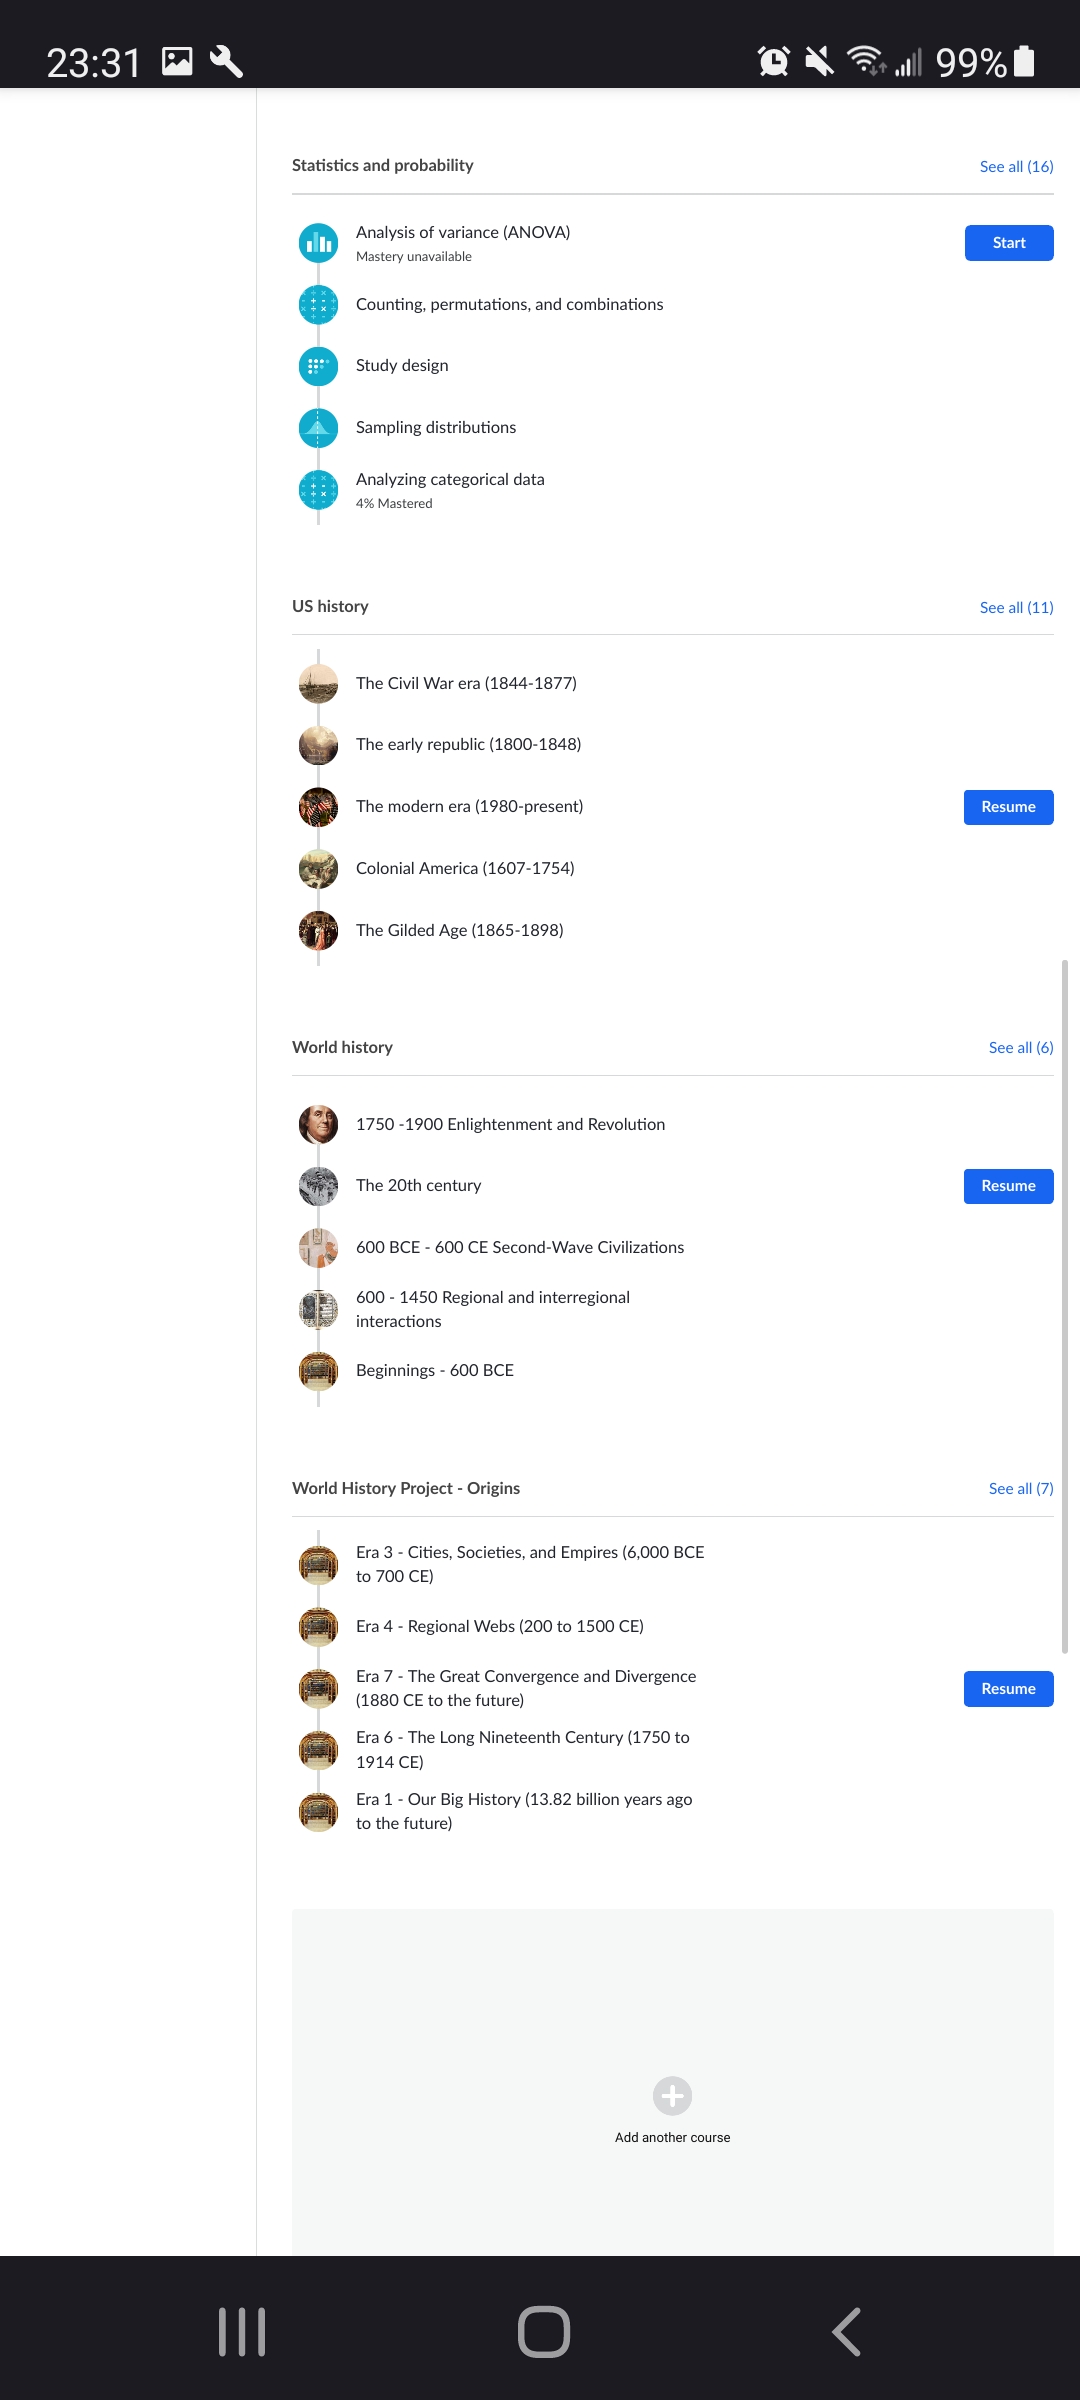 23:31
99%
Statistics and probability
See all (16)
Analysis of variance (ANOVA)
Mastery unavailable
Start
Counting, permutations, and combinations
Study design
Sampling distributions
Analyzing categorical data
4% Mastered
US history
See all (11)
The Civil War era (1844-1877)
The early republic (1800-1848)
The modern era (1980-present)
Resume
Colonial America (1607-1754)
The Gilded Age (1865-1898)
World history
See all (6)
1750 -1900 Enlightenment and Revolution
The 20th century
Resume
600 BCE - 600 CE Second-Wave Civilizations
600 - 1450 Regional and interregional
interactions
Beginnings - 600 BCE
World History Project - Origins
See all (7)
Era 3 - Cities, Societies, and Empires (6,000 BCE
to 700 CE)
Era 4 - Regional Webs (200 to 1500 CE)
Era 7 - The Great Convergence and Divergence
(1880 CE to the future)
Resume
Era 6 - The Long Nineteenth Century (1750 to
1914 CE)
Era 1 - Our Big History (13.82 billion years ago
to the future)
Add another course